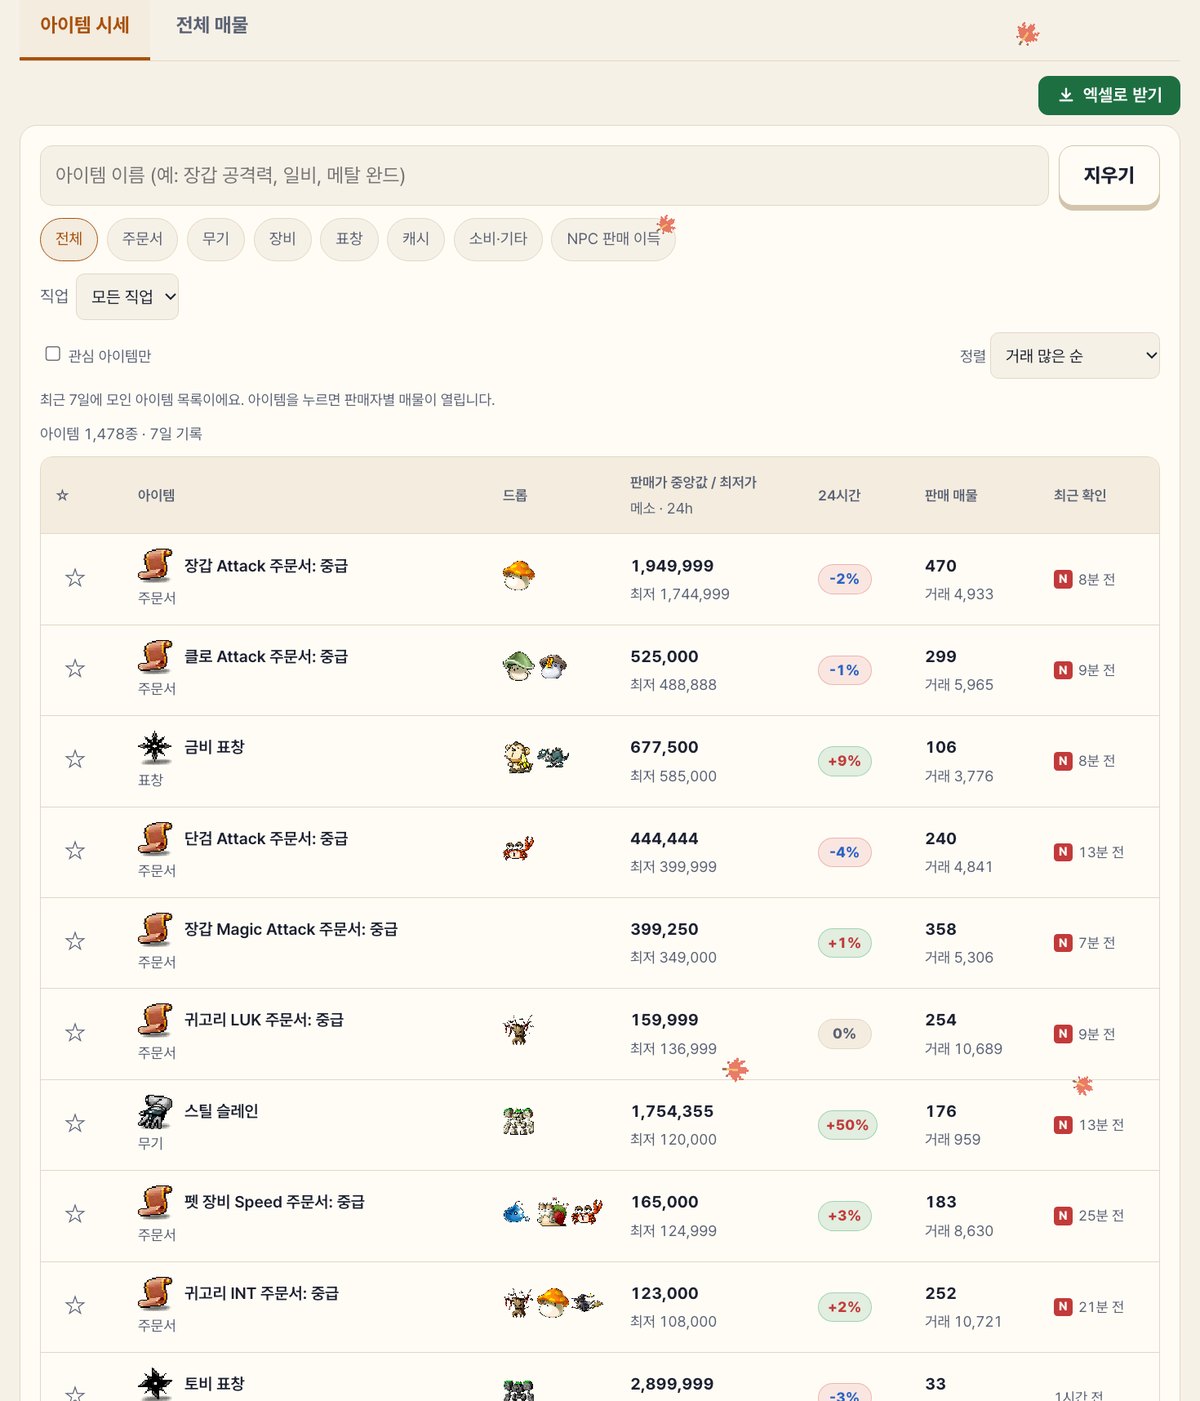 아이템 시세 전체 매물
엑셀로 받기
아이템 이름 (예: 장갑 공격력, 일비, 메탈 완드)
지우기
전체 주문서 무기 장비 표창 캐시 소비·기타 NPC 판매 이득
직업 모든 직업
관심 아이템만
정렬 거래 많은 순
최근 7일에 모인 아이템 목록이에요. 아이템을 누르면 판매자별 매물이 열립니다.
아이템 1,478종 · 7일 기록
☆ 아이템 드롭 판매가 중앙값 / 최저가 24시간 판매 매물 최근 확인
메소 · 24h
장갑 Attack 주문서: 중급 1,949,999 -2% 470 N 8분 전
주문서 최저 1,744,999 거래 4,933
클로 Attack 주문서: 중급 525,000 -1% 299 N 9분 전
주문서 최저 488,888 거래 5,965
금비 표창 677,500 +9% 106 N 8분 전
표창 최저 585,000 거래 3,776
단검 Attack 주문서: 중급 444,444 -4% 240 N 13분 전
주문서 최저 399,999 거래 4,841
장갑 Magic Attack 주문서: 중급 399,250 +1% 358 N 7분 전
주문서 최저 349,000 거래 5,306
귀고리 LUK 주문서: 중급 159,999 0% 254 N 9분 전
주문서 최저 136,999 거래 10,689
스틸 슬레인 1,754,355 +50% 176 N 13분 전
무기 최저 120,000 거래 959
펫 장비 Speed 주문서: 중급 165,000 +3% 183 N 25분 전
주문서 최저 124,999 거래 8,630
귀고리 INT 주문서: 중급 123,000 +2% 252 N 21분 전
주문서 최저 108,000 거래 10,721
토비 표창 2,899,999 -3% 33 1시간 전